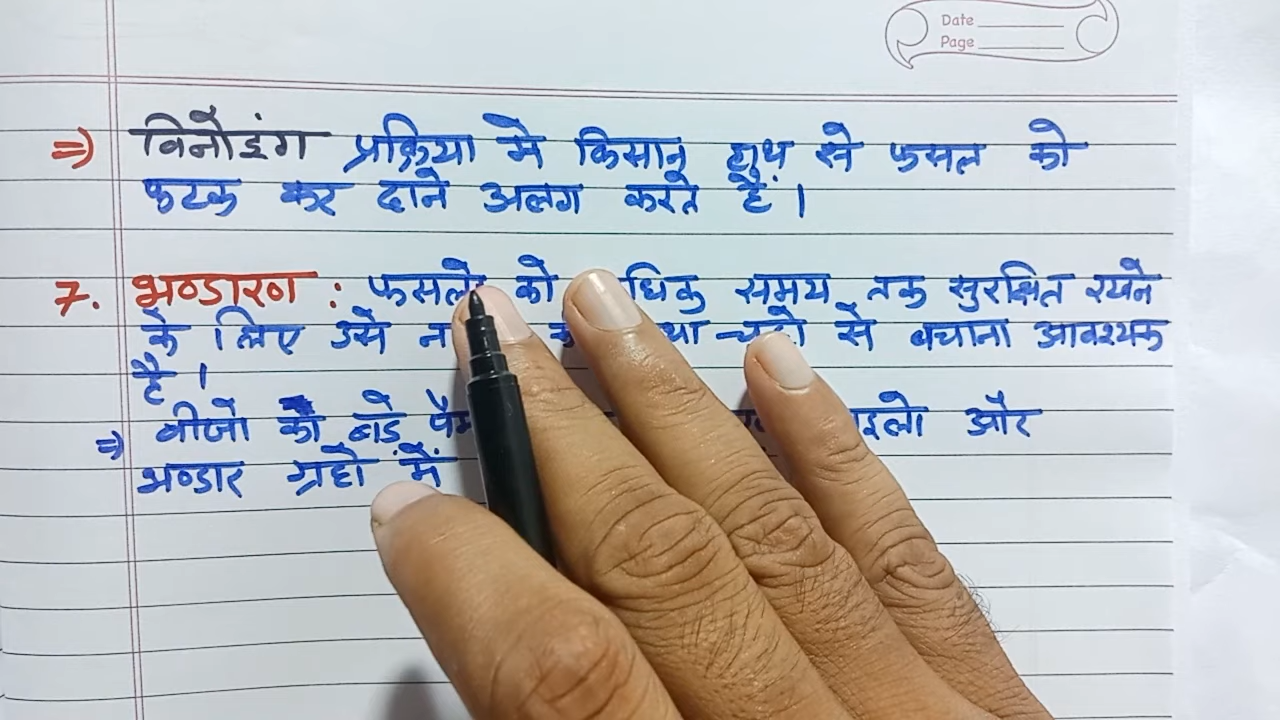 Date
Page
=> विनोइंग प्रक्रिया मे किसान हाथ से फसल को
फटक कर दाने अलग करते हैं।
7. भण्डारण : फसलो को धिक समय तक सुरक्षित रखने
के लिए उसे से बचाना आवश्यक
है।
=> बीजों को बड़े और
भण्डार ग्रहो में